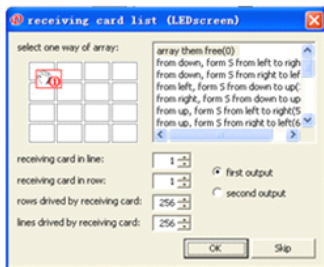 receiving card list (LEDscreen)
select one way of array:
array them free(0)
from down, form S from left to righ
from down, form S from right to lef
from left, form S from down to up(
from right, form S from down to up
from up, form S from left to right(5
from up, form S from right to left(6
receiving card in line: 1
receiving card in row: 1
first output
second output
rows drived by receiving card: 256
lines drived by receiving card: 256
OK Skip